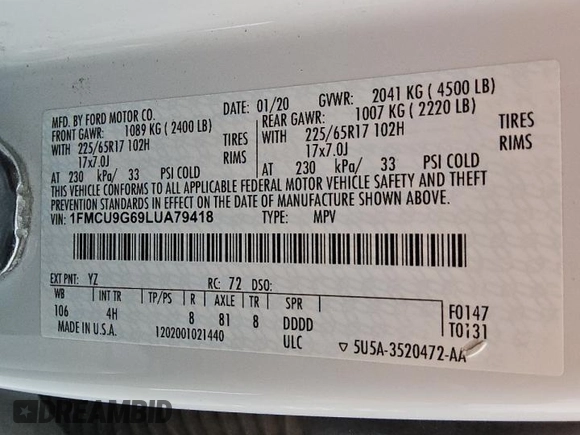 MFD. BY FORD MOTOR CO.
DATE: 01/20 GVWR: 2041 KG ( 4500 LB)
FRONT GAWR: 1089 KG ( 2400 LB) REAR GAWR: 1007 KG ( 2220 LB)
WITH 225/65R17 102H TIRES WITH 225/65R17 102H TIRES
17x7.0J RIMS 17x7.0J RIMS
AT 230 kPa/ 33 PSI COLD AT 230 kPa/ 33 PSI COLD
THIS VEHICLE CONFORMS TO ALL APPLICABLE FEDERAL MOTOR VEHICLE SAFETY AND THEFT
PREVENTION STANDARDS IN EFFECT ON THE DATE OF MANUFACTURE SHOWN ABOVE.
VIN: 1FMCU9G69LUA79418 TYPE: MPV
EXT PNT: YZ RC: 72 DSO:
WB INT TR TP/PS R AXLE TR SPR F0147
106 4H 8 81 8 DDDD T0131
MADE IN U.S.A. 1202001021440 ULC ▽ 5U5A-3520472-AA
DREAMBID